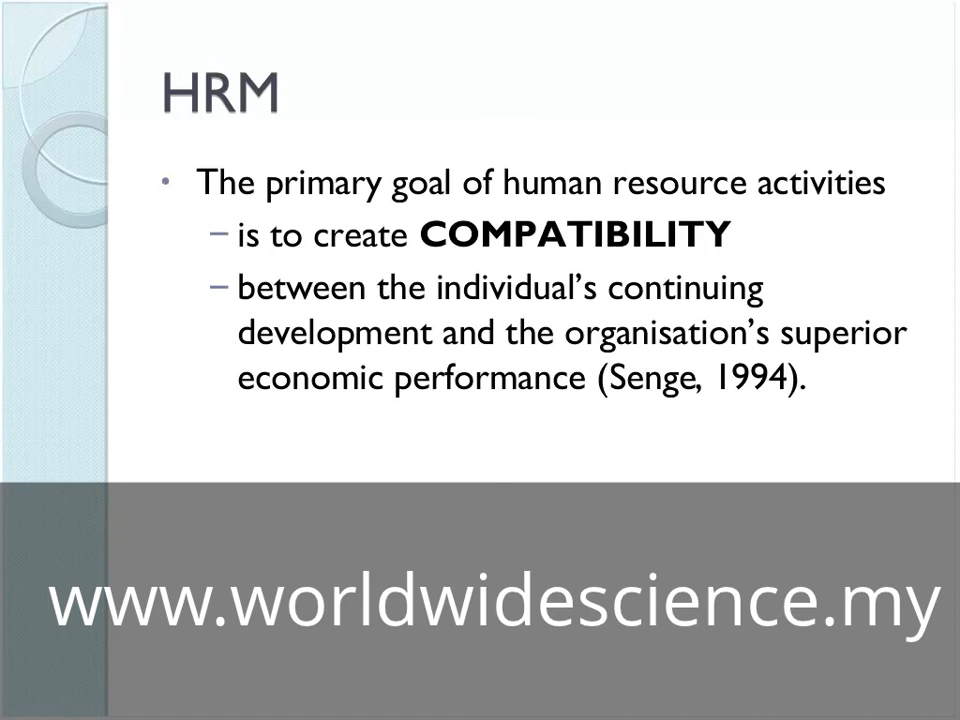 HRM
• The primary goal of human resource activities
– is to create COMPATIBILITY
– between the individual’s continuing
development and the organisation’s superior
economic performance (Senge, 1994).
www.worldwidescience.my